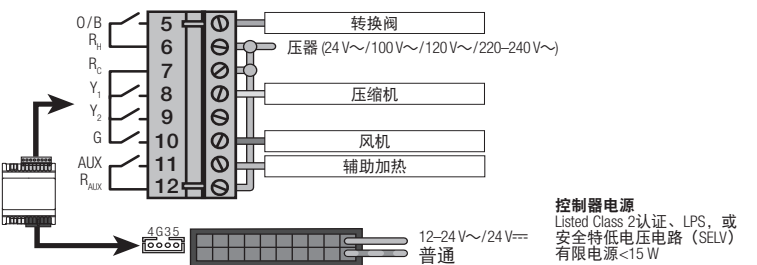 O/B 5 转换阀
RH 6 压器 (24 V～/100 V～/120 V～/220–240 V～)
RC 7
Y1 8 压缩机
Y2 9
G 10 风机
AUX 11 辅助加热
RAUX 12
4G35
12–24 V～/24 V⎓
普通
控制器电源
Listed Class 2认证、LPS，或
安全特低电压电路（SELV）
有限电源<15 W